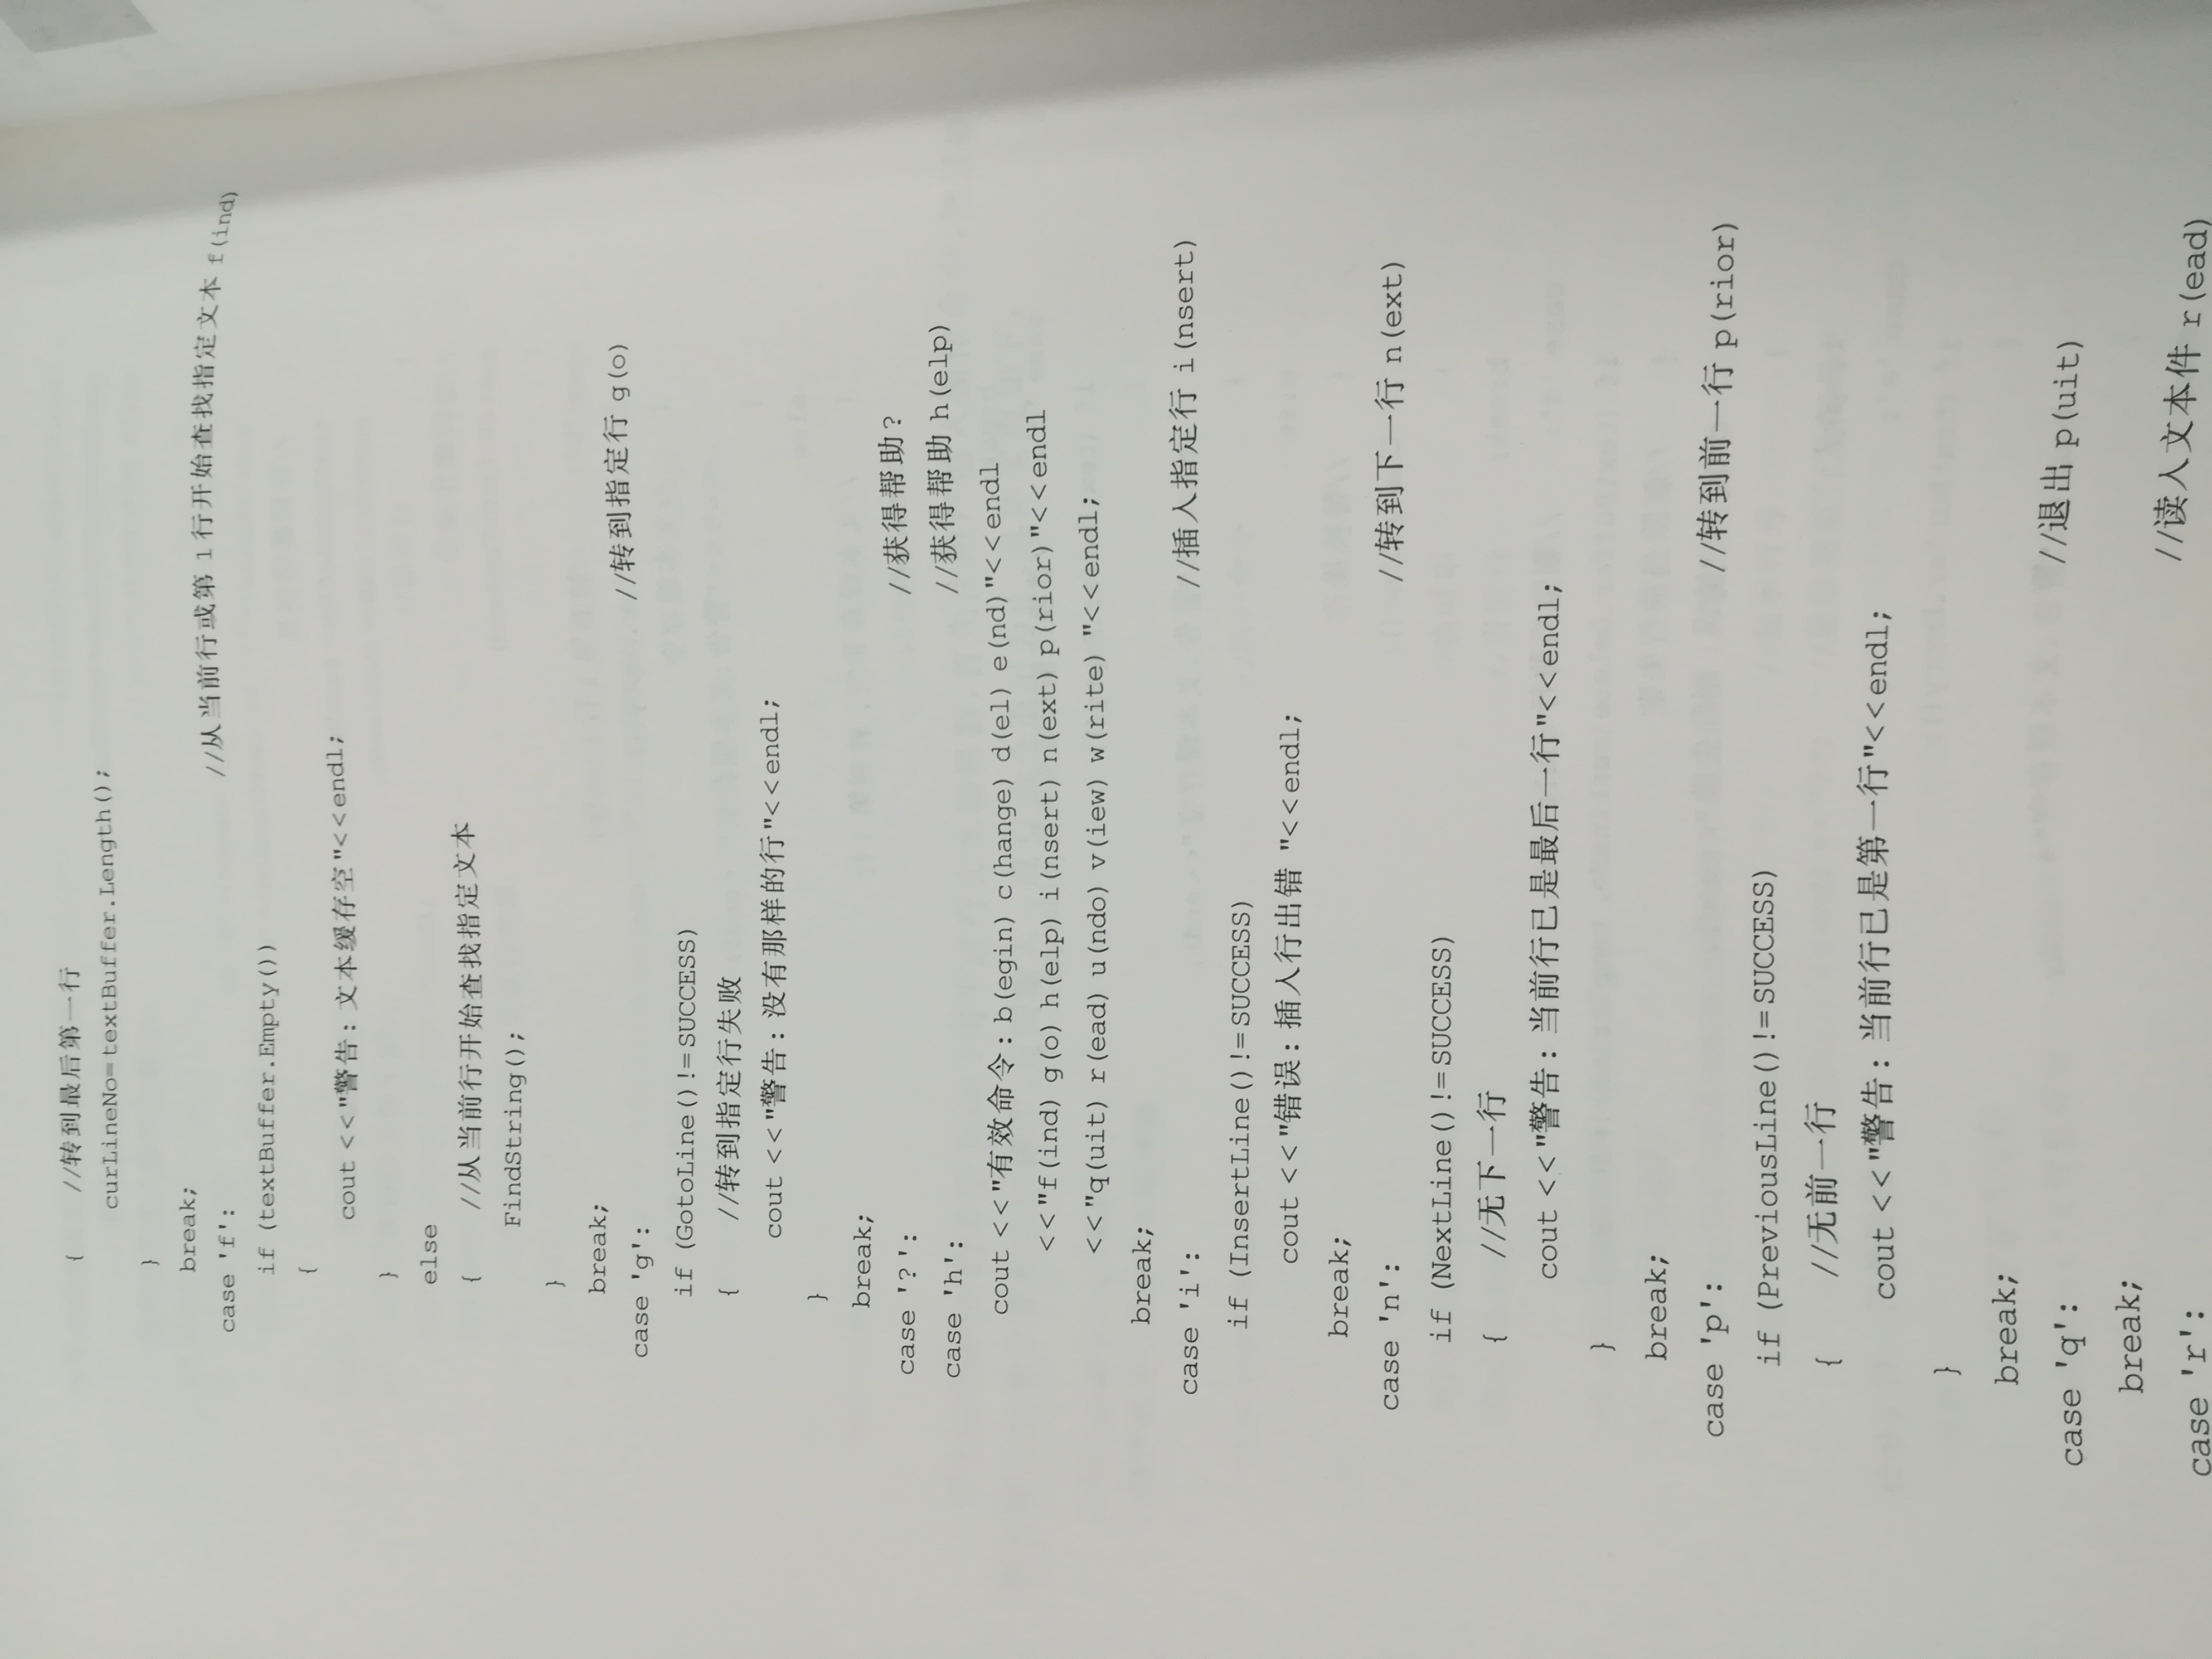 { //转到最后第一行
curLineNo=textBuffer.Length();
}
break;
case 'f': //从当前行或第1行开始查找指定文本 f(ind)
if (textBuffer.Empty())
{
cout <<"警告: 文本缓存空"<<endl;
}
else
{ //从当前行开始查找指定文本
FindString();
}
break;
case 'g': //转到指定行 g(o)
if (GotoLine()!=SUCCESS)
{ //转到指定行失败
cout <<"警告: 没有那样的行"<<endl;
}
break;
case '?': //获得帮助?
case 'h': //获得帮助 h(elp)
cout <<"有效命令: b(egin) c(hange) d(el) e(nd)"<<endl
<<"f(ind) g(o) h(elp) i(nsert) n(ext) p(rior)"<<endl
<<"q(uit) r(ead) u(ndo) v(iew) w(rite) "<<endl;
break;
case 'i': //插入指定行 i(nsert)
if (InsertLine()!=SUCCESS)
cout <<"错误: 插入行出错 "<<endl;
break;
case 'n': //转到下一行 n(ext)
if (NextLine()!=SUCCESS)
{ //无下一行
cout <<"警告: 当前行已是最后一行"<<endl;
}
break;
case 'p': //转到前一行 p(rior)
if (PreviousLine()!=SUCCESS)
{ //无前一行
cout <<"警告: 当前行已是第一行"<<endl;
}
break;
case 'q': //退出 p(uit)
break;
case 'r': //读入文本件 r(ead)